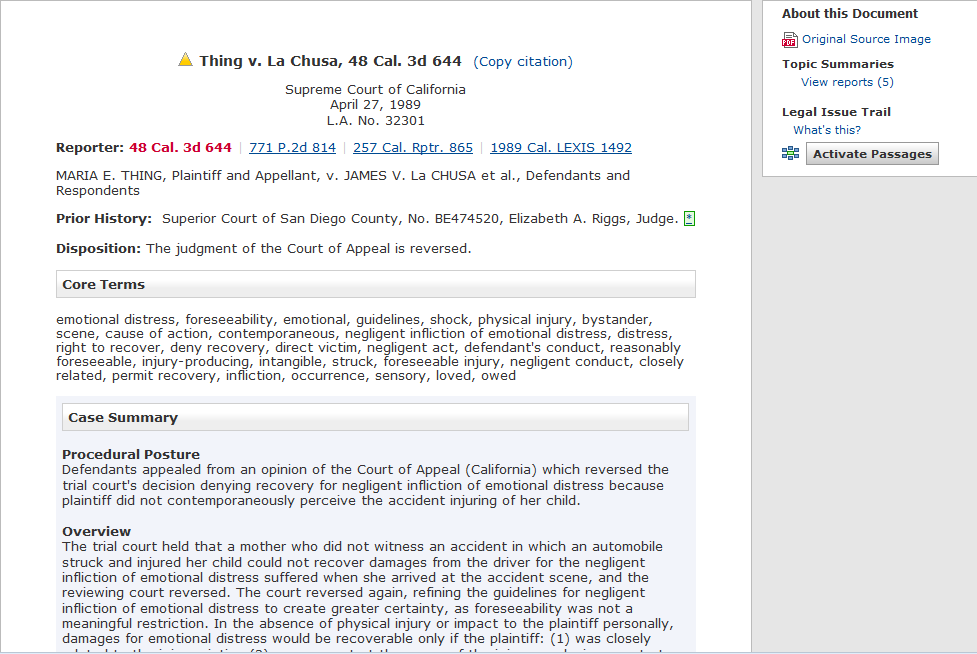 Thing v. La Chusa, 48 Cal. 3d 644 (Copy citation)
Supreme Court of California
April 27, 1989
L.A. No. 32301
Reporter: 48 Cal. 3d 644 | 771 P.2d 814 | 257 Cal. Rptr. 865 | 1989 Cal. LEXIS 1492
MARIA E. THING, Plaintiff and Appellant, v. JAMES V. La CHUSA et al., Defendants and
Respondents
Prior History: Superior Court of San Diego County, No. BE474520, Elizabeth A. Riggs, Judge. *
Disposition: The judgment of the Court of Appeal is reversed.
Core Terms
emotional distress, foreseeability, emotional, guidelines, shock, physical injury, bystander,
scene, cause of action, contemporaneous, negligent infliction of emotional distress, distress,
right to recover, deny recovery, direct victim, negligent act, defendant's conduct, reasonably
foreseeable, injury-producing, intangible, struck, foreseeable injury, negligent conduct, closely
related, permit recovery, infliction, occurrence, sensory, loved, owed
Case Summary
Procedural Posture
Defendants appealed from an opinion of the Court of Appeal (California) which reversed the
trial court's decision denying recovery for negligent infliction of emotional distress because
plaintiff did not contemporaneously perceive the accident injuring of her child.
Overview
The trial court held that a mother who did not witness an accident in which an automobile
struck and injured her child could not recover damages from the driver for the negligent
infliction of emotional distress suffered when she arrived at the accident scene, and the
reviewing court reversed. The court reversed again, refining the guidelines for negligent
infliction of emotional distress to create greater certainty, as foreseeability was not a
meaningful restriction. In the absence of physical injury or impact to the plaintiff personally,
damages for emotional distress would be recoverable only if the plaintiff: (1) was closely
About this Document
PDF Original Source Image
Topic Summaries
View reports (5)
Legal Issue Trail
What's this?
Activate Passages